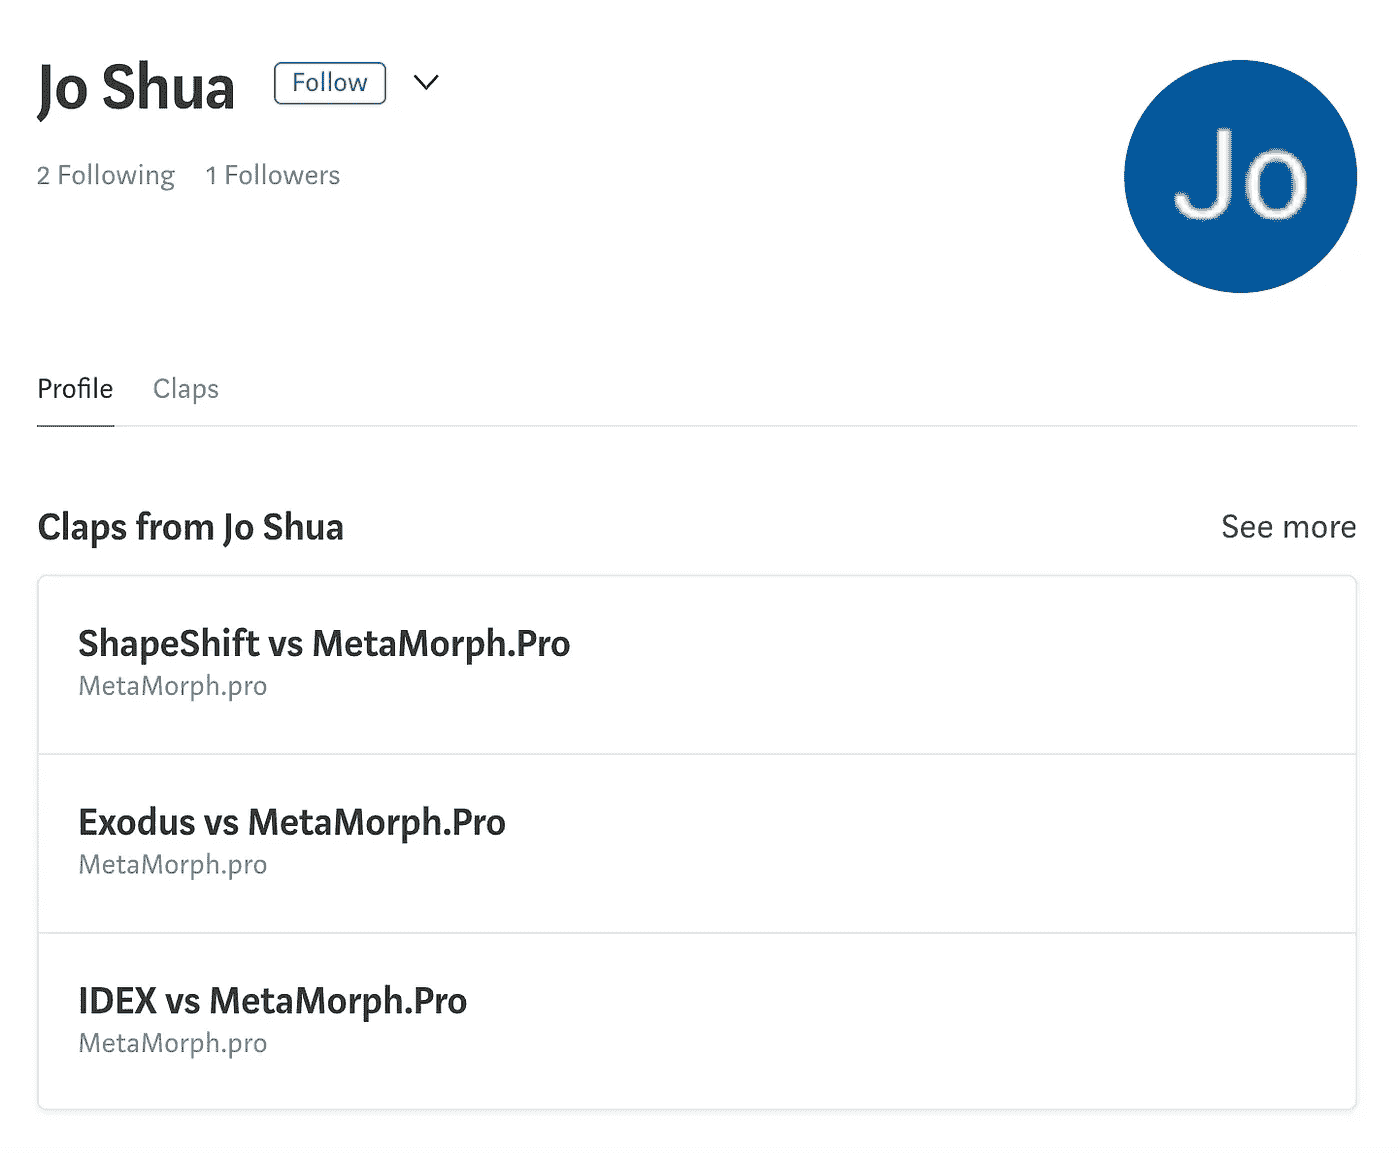 Jo Shua Follow
2 Following 1 Followers
Jo
Profile Claps
Claps from Jo Shua See more
ShapeShift vs MetaMorph.Pro
MetaMorph.pro
Exodus vs MetaMorph.Pro
MetaMorph.pro
IDEX vs MetaMorph.Pro
MetaMorph.pro